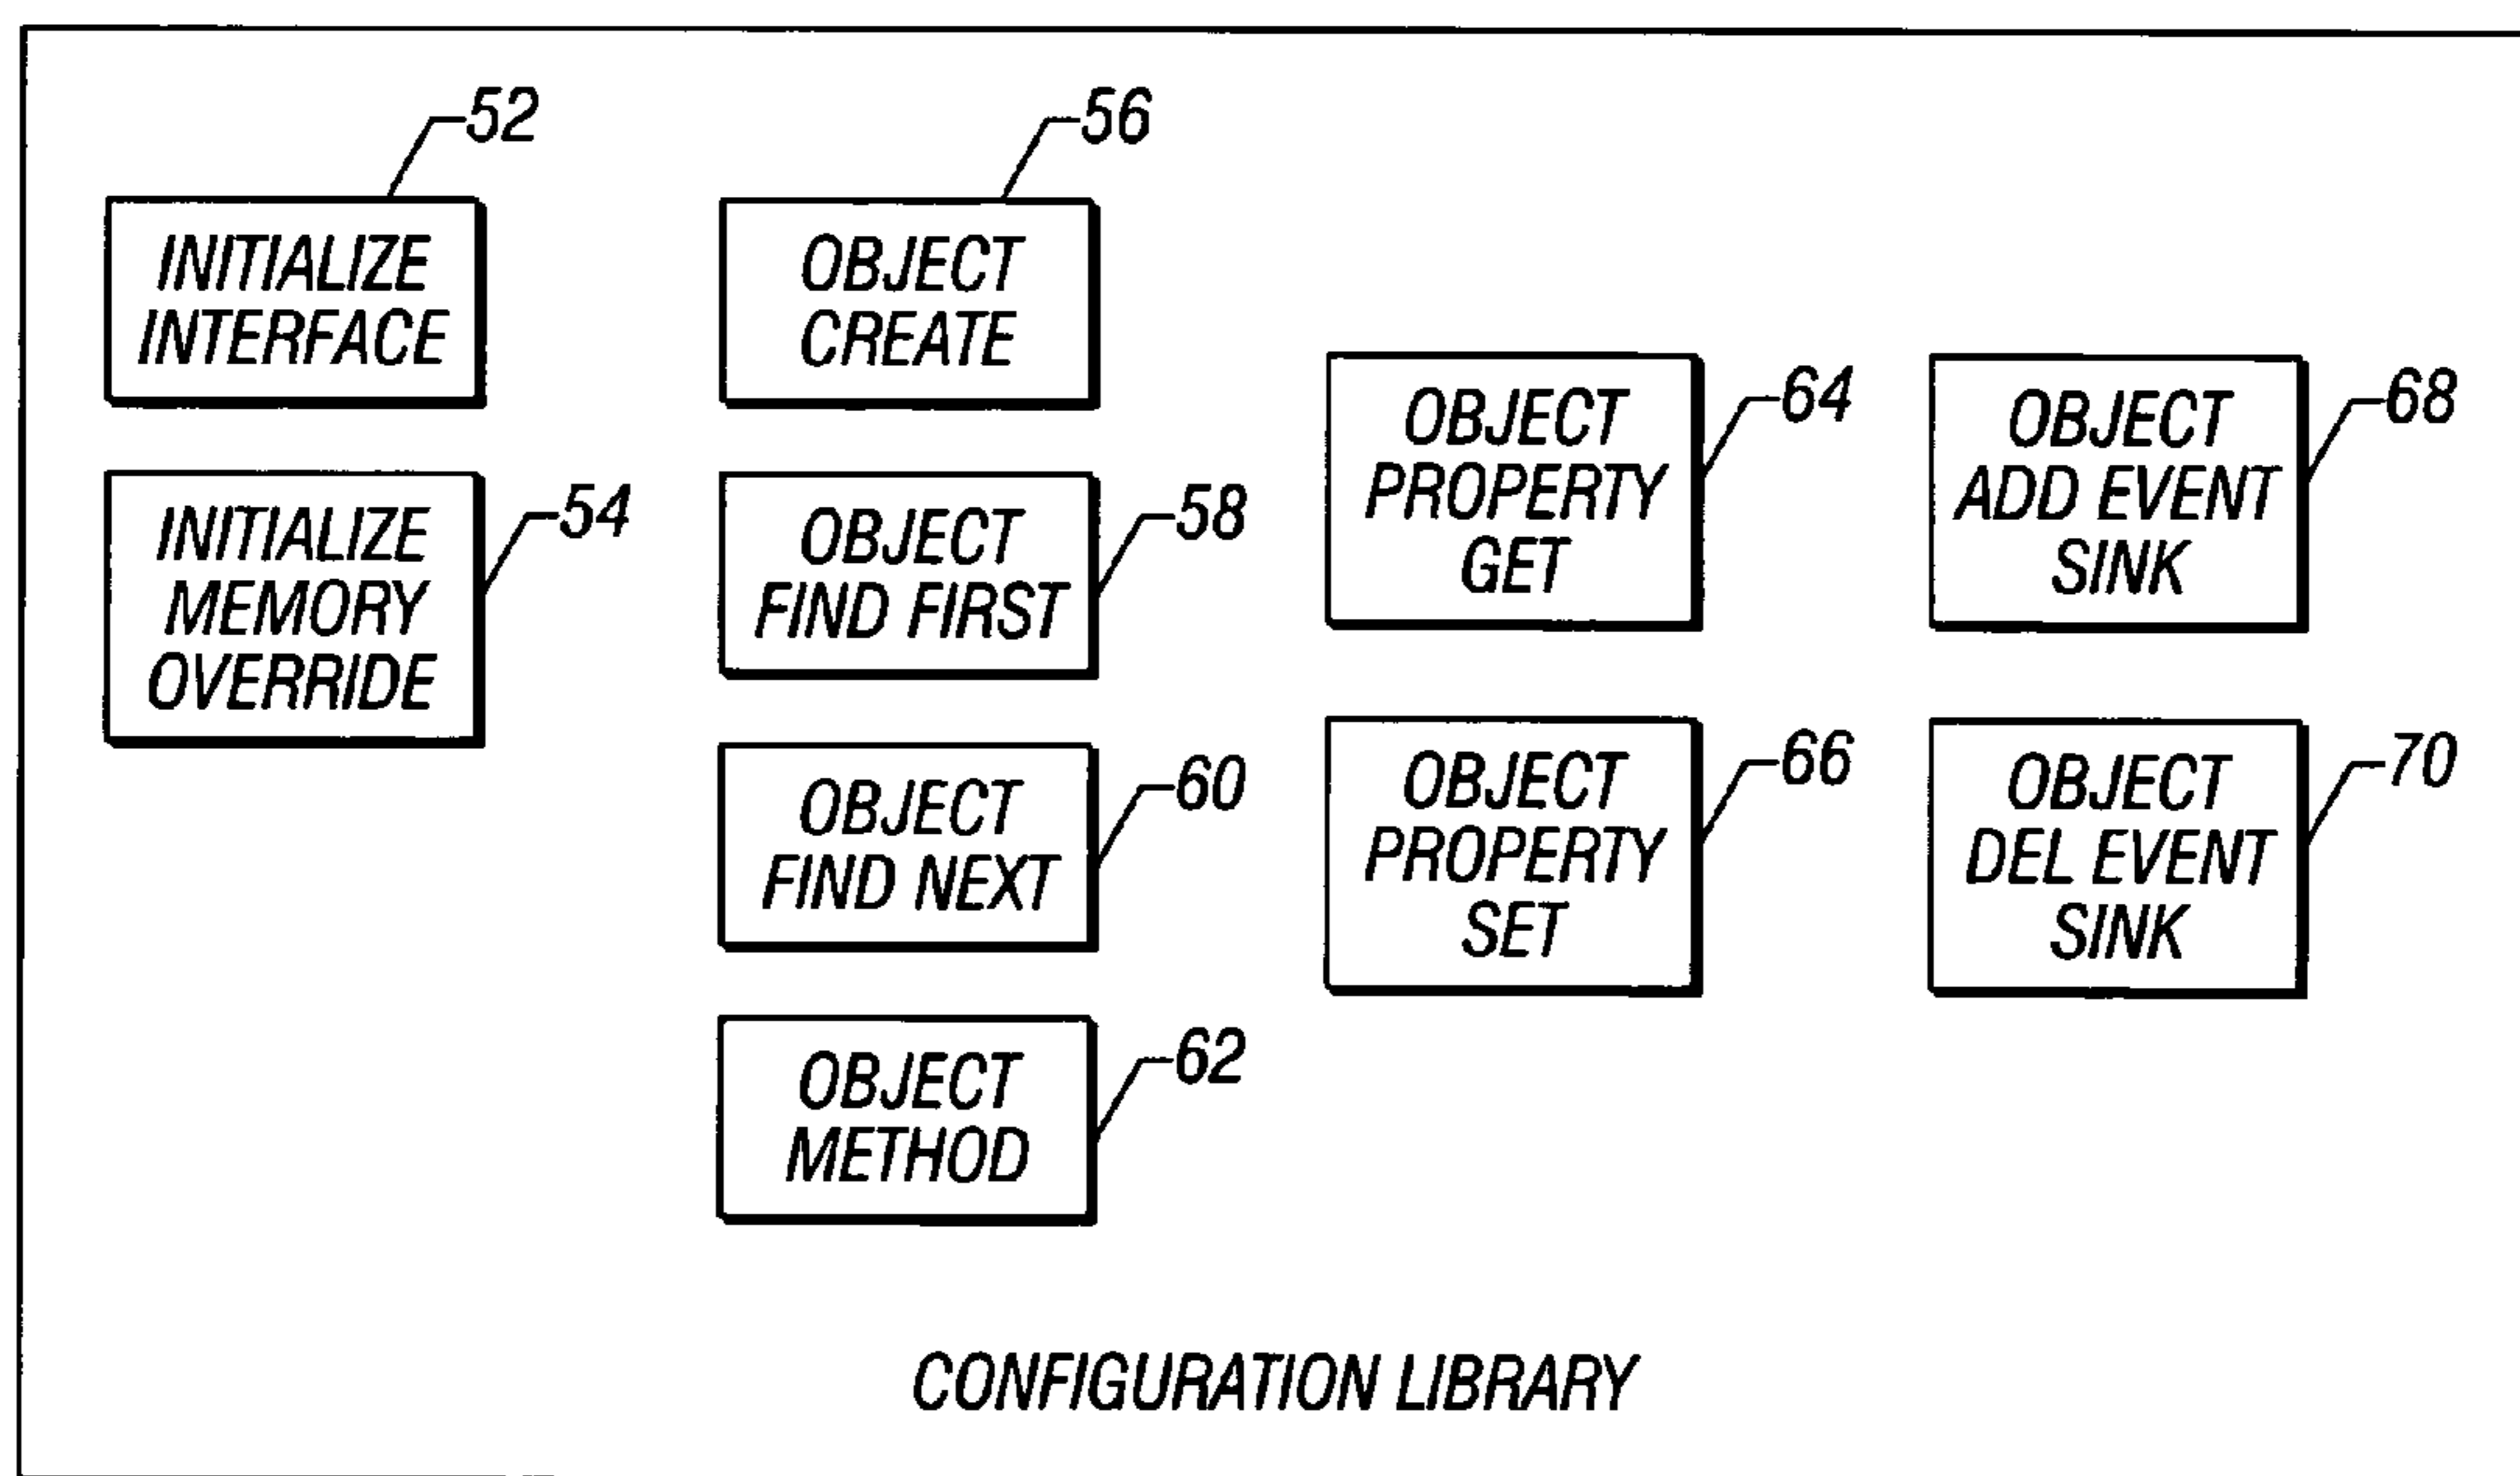 52
INITIALIZE
INTERFACE
54
INITIALIZE
MEMORY
OVERRIDE
56
OBJECT
CREATE
58
OBJECT
FIND FIRST
60
OBJECT
FIND NEXT
62
OBJECT
METHOD
64
OBJECT
PROPERTY
GET
66
OBJECT
PROPERTY
SET
68
OBJECT
ADD EVENT
SINK
70
OBJECT
DEL EVENT
SINK
CONFIGURATION LIBRARY